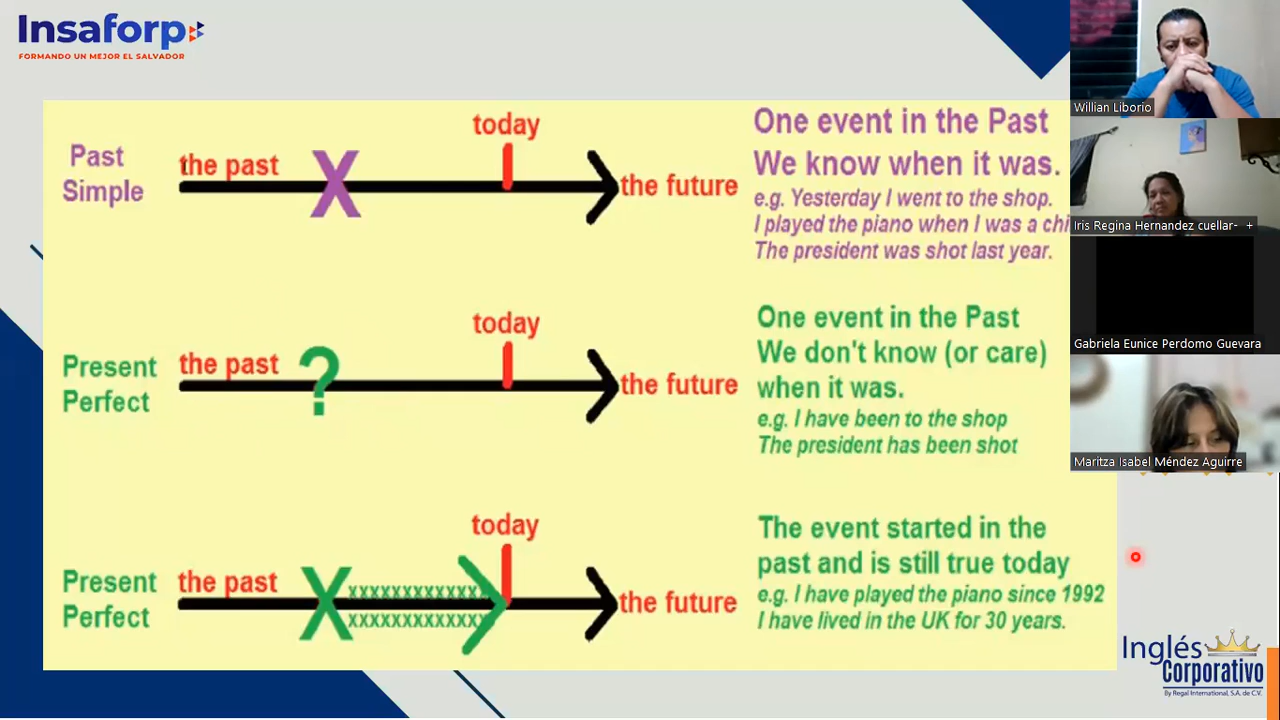 Insaforp
FORMANDO UN MEJOR EL SALVADOR
Past
Simple
the past
X
today
the future
One event in the Past
We know when it was.
e.g. Yesterday I went to the shop.
I played the piano when I was a chi
The president was shot last year.
Present
Perfect
the past
?
today
the future
One event in the Past
We don't know (or care)
when it was.
e.g. I have been to the shop
The president has been shot
Present
Perfect
the past
X
xxxxxxxxxxxx
xxxxxxxxxxxx
today
the future
The event started in the
past and is still true today
e.g. I have played the piano since 1992
I have lived in the UK for 30 years.
Willian Liborio
Iris Regina Hernandez cuellar- +
Gabriela Eunice Perdomo Guevara
Maritza Isabel Méndez Aguirre
Inglés
Corporativo
By Regal International, S.A. de C.V.